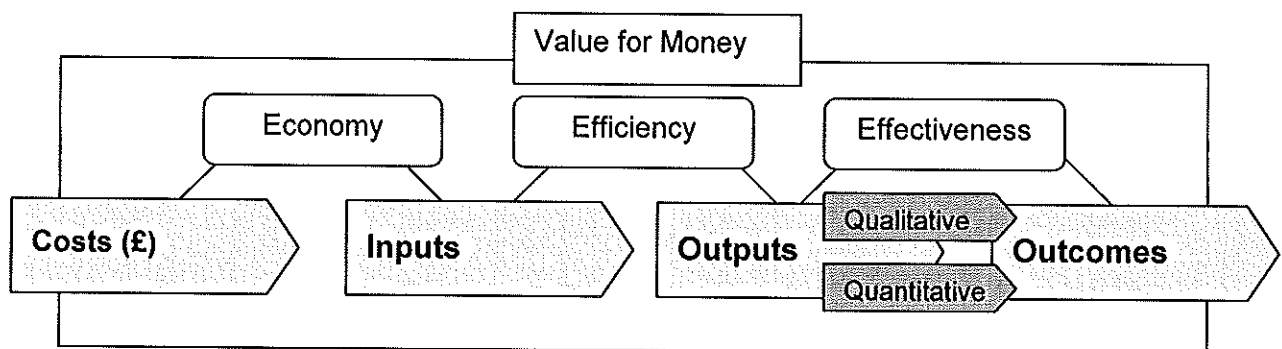 Value for Money
Economy
Efficiency
Effectiveness
Costs (£)
Inputs
Outputs
Qualitative
Quantitative
Outcomes